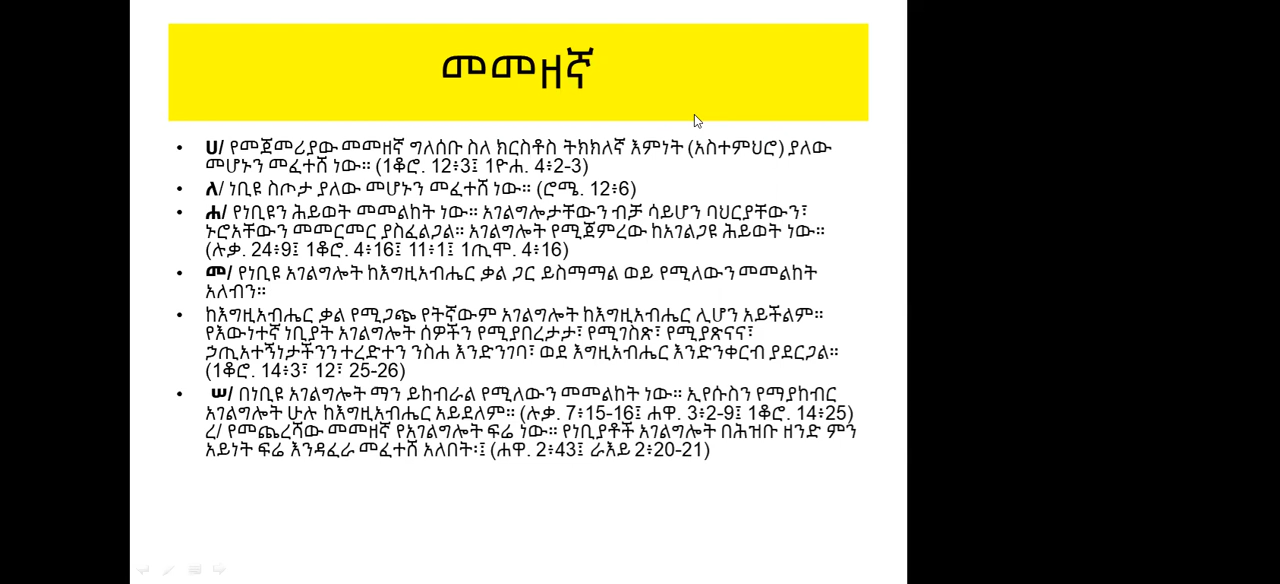 መመዘኛ
• ሀ/ የመጀመሪያው መመዘኛ ግለሰቡ ስለ ክርስቶስ ትክክለኛ እምነት (አስተምህሮ) ያለው
መሆኑን መፈተሸ ነው። (1ቆሮ. 12፥3፤ 1ዮሐ. 4፥2-3)
• ለ/ ነቢዩ ስጦታ ያለው መሆኑን መፈተሸ ነው። (ሮሜ. 12፥6)
• ሐ/ የነቢዩን ሕይወት መመልከት ነው። አገልግሎታቸውን ብቻ ሳይሆን ባህርያቸውን፣
ኑሮአቸውን መመርመር ያስፈልጋል። አገልግሎት የሚጀምረው ከአገልጋዩ ሕይወት ነው።
(ሉቃ. 24፥9፤ 1ቆሮ. 4፥16፤ 11፥1፤ 1ጢሞ. 4፥16)
• መ/ የነቢዩ አገልግሎት ከእግዚአብሔር ቃል ጋር ይስማማል ወይ የሚለውን መመልከት
አለብን።
• ከእግዚአብሔር ቃል የሚጋጭ የትኛውም አገልግሎት ከእግዚአብሔር ሊሆን አይችልም።
የእውነተኛ ነቢያት አገልግሎት ሰዎችን የሚያበረታታ፣ የሚገስጽ፣ የሚያጽናና፣
ኃጢአተኝነታችንን ተረድተን ንስሐ እንድንገባ፣ ወደ እግዚአብሔር እንድንቀርብ ያደርጋል።
(1ቆሮ. 14፥3፣ 12፣ 25-26)
• ሠ/ በነቢዩ አገልግሎት ማን ይከብራል የሚለውን መመልከት ነው። ኢየሱስን የማያከብር
አገልግሎት ሁሉ ከእግዚአብሔር አይደለም። (ሉቃ. 7፥15-16፤ ሐዋ. 3፥2-9፤ 1ቆሮ. 14፥25)
ረ/ የመጨረሻው መመዘኛ የአገልግሎት ፍሬ ነው። የነቢያቶች አገልግሎት በሕዝቡ ዘንድ ምን
አይነት ፍሬ እንዳፈራ መፈተሸ አለበት፡፤ (ሐዋ. 2፥43፤ ራእይ 2፥20-21)